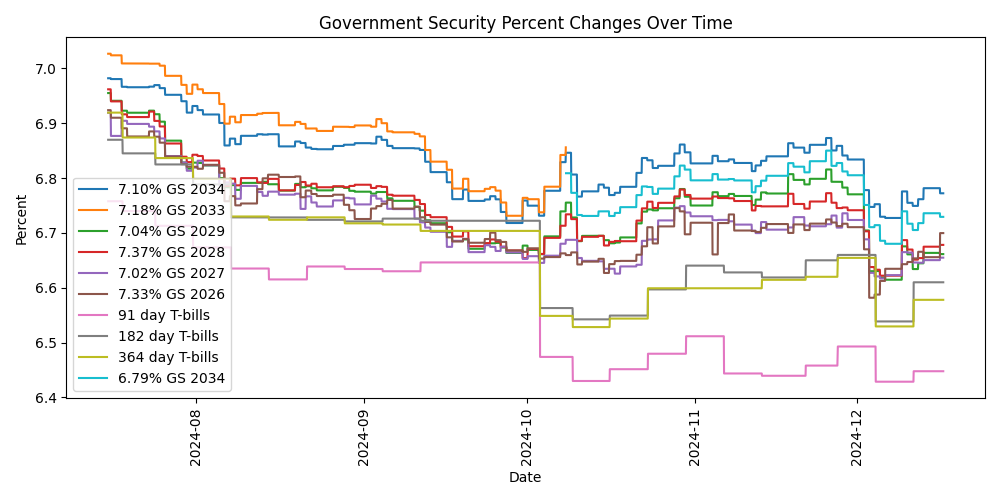 Government Security Percent Changes Over Time
Percent
7.0
6.9
6.8
6.7
6.6
6.5
6.4
7.10% GS 2034
7.18% GS 2033
7.04% GS 2029
7.37% GS 2028
7.02% GS 2027
7.33% GS 2026
91 day T-bills
182 day T-bills
364 day T-bills
6.79% GS 2034
2024-08
2024-09
2024-10
2024-11
2024-12
Date